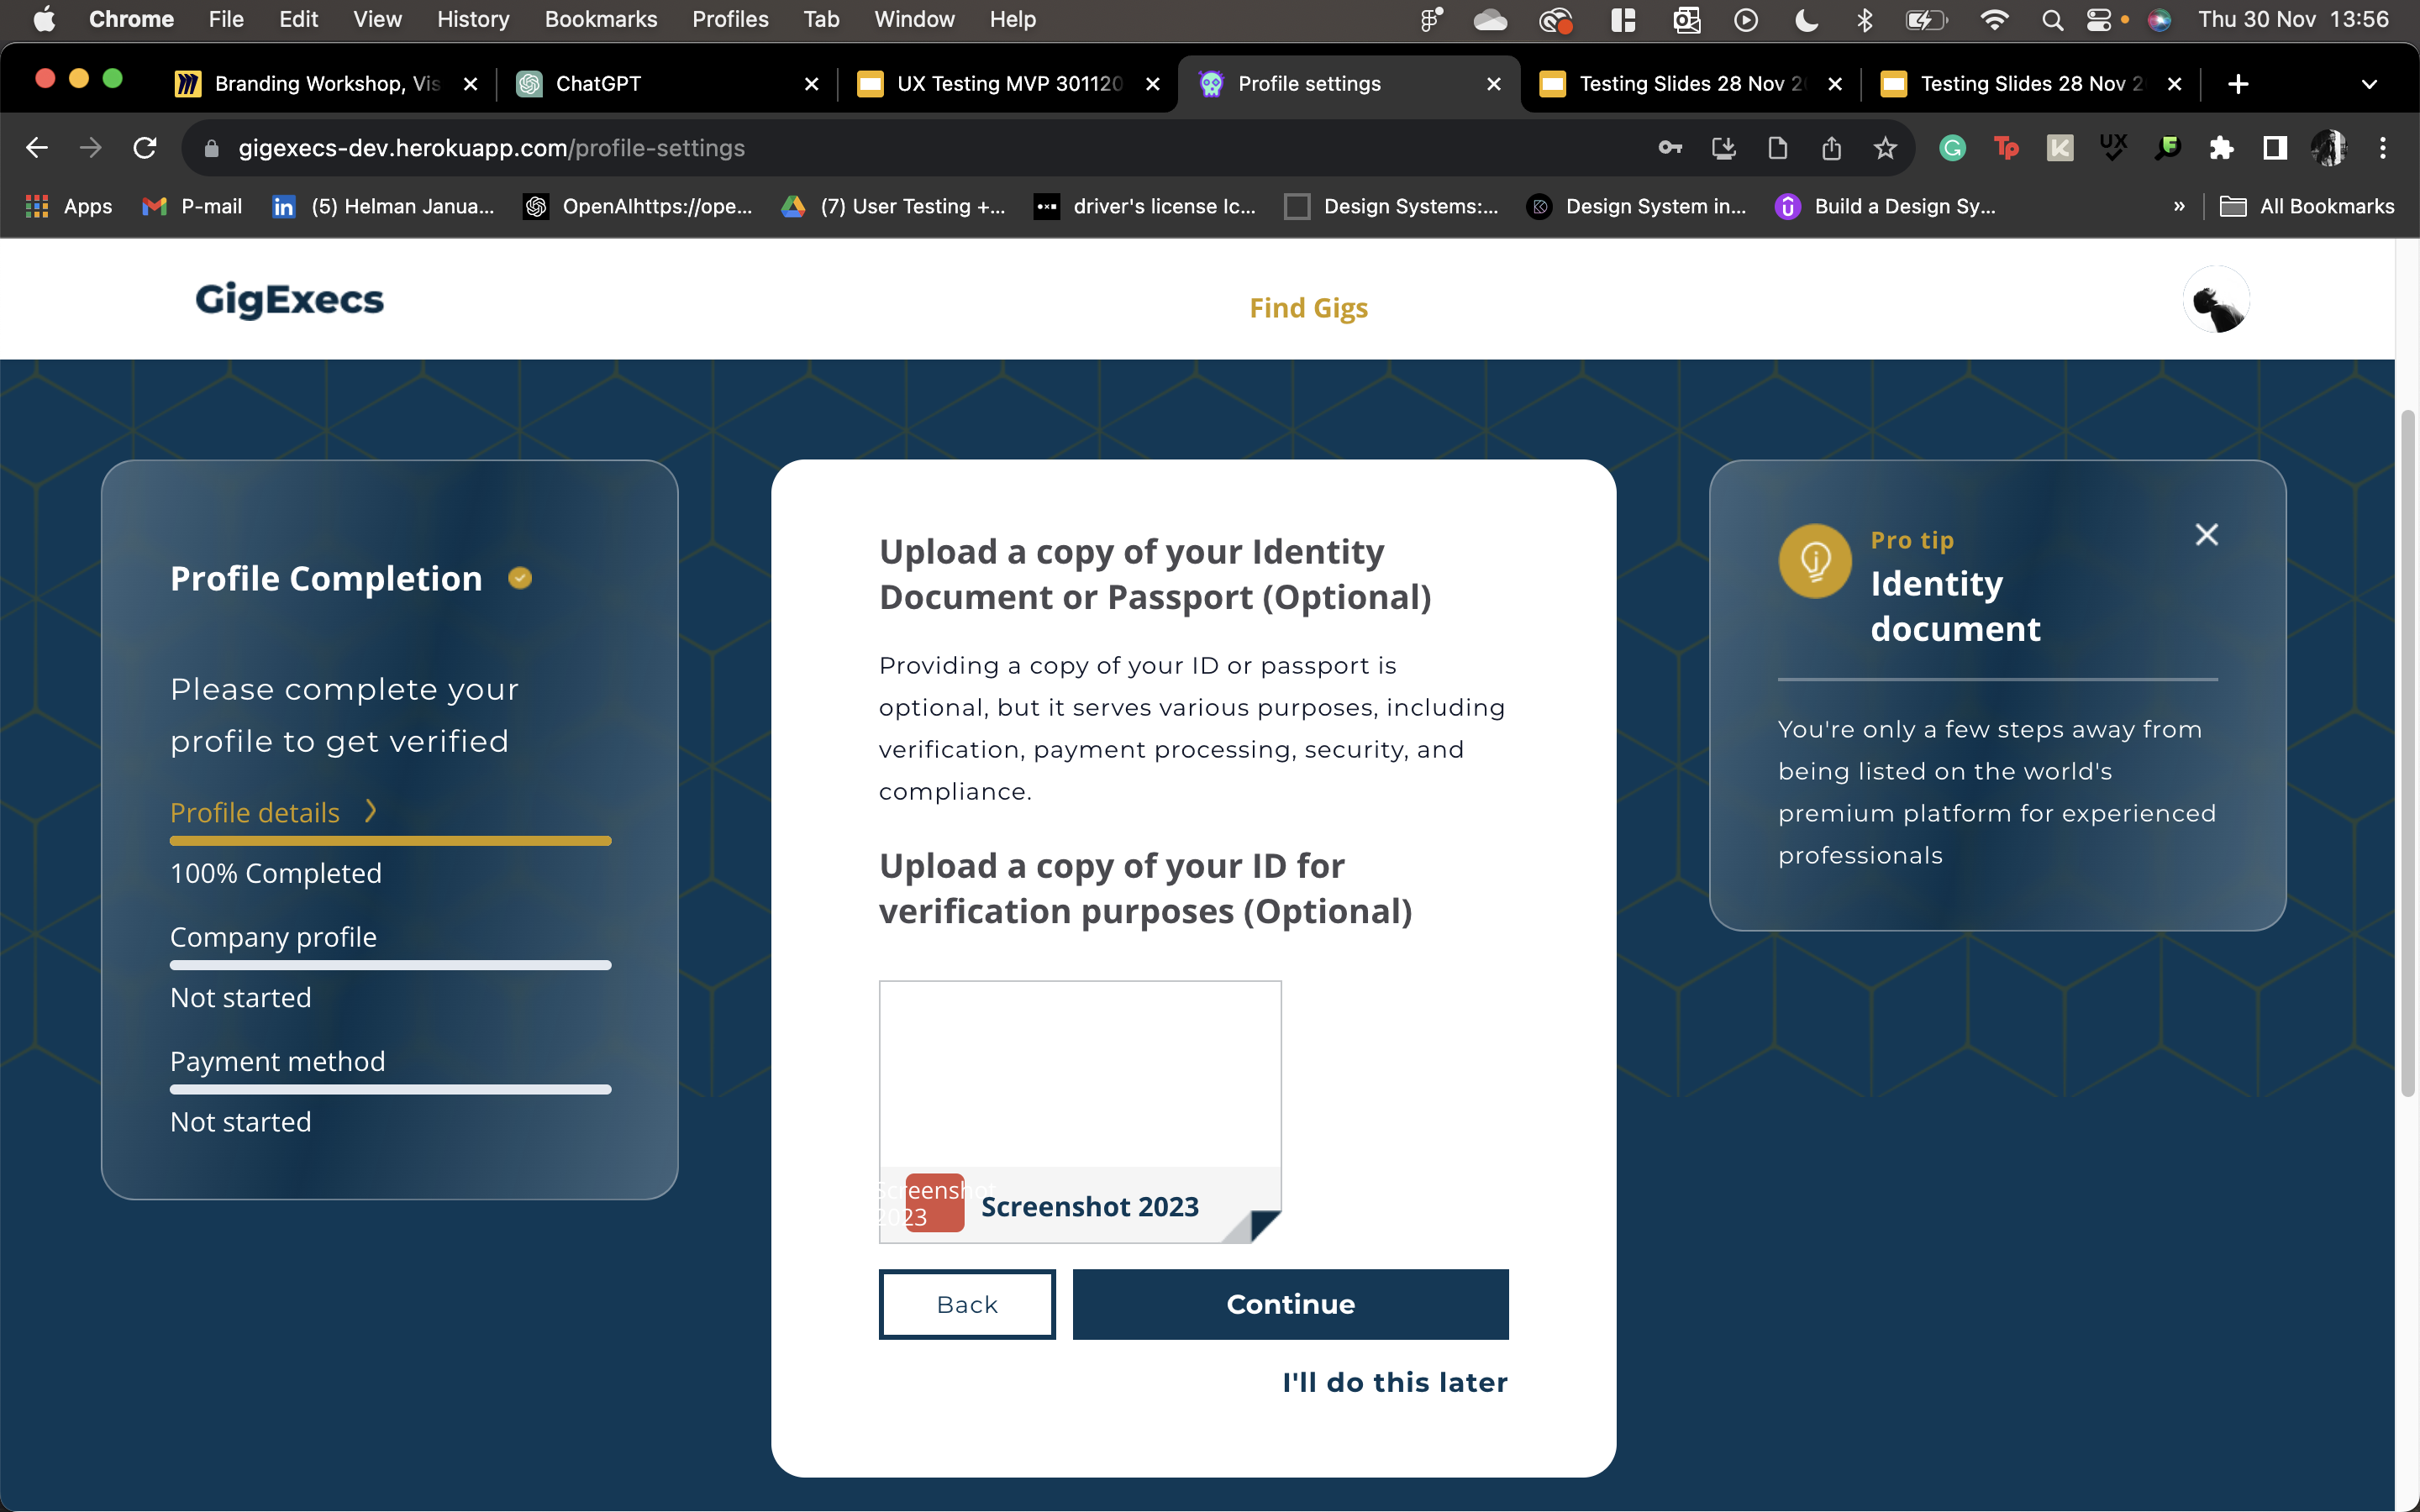 Chrome File Edit View History Bookmarks Profiles Tab Window Help Thu 30 Nov 13:56
Branding Workshop, Vis ChatGPT UX Testing MVP 301120 Profile settings Testing Slides 28 Nov 2 Testing Slides 28 Nov 2
gigexecs-dev.herokuapp.com/profile-settings
Apps P-mail (5) Helman Janua... OpenAIhttps://ope... (7) User Testing +... driver's license Ic... Design Systems:... Design System in... Build a Design Sy... » All Bookmarks
GigExecs
Find Gigs
Profile Completion
Please complete your
profile to get verified
Profile details
100% Completed
Company profile
Not started
Payment method
Not started
Upload a copy of your Identity
Document or Passport (Optional)
Providing a copy of your ID or passport is
optional, but it serves various purposes, including
verification, payment processing, security, and
compliance.
Upload a copy of your ID for
verification purposes (Optional)
Screenshot
2023
Screenshot 2023
Back
Continue
I'll do this later
Pro tip
Identity
document
You're only a few steps away from
being listed on the world's
premium platform for experienced
professionals